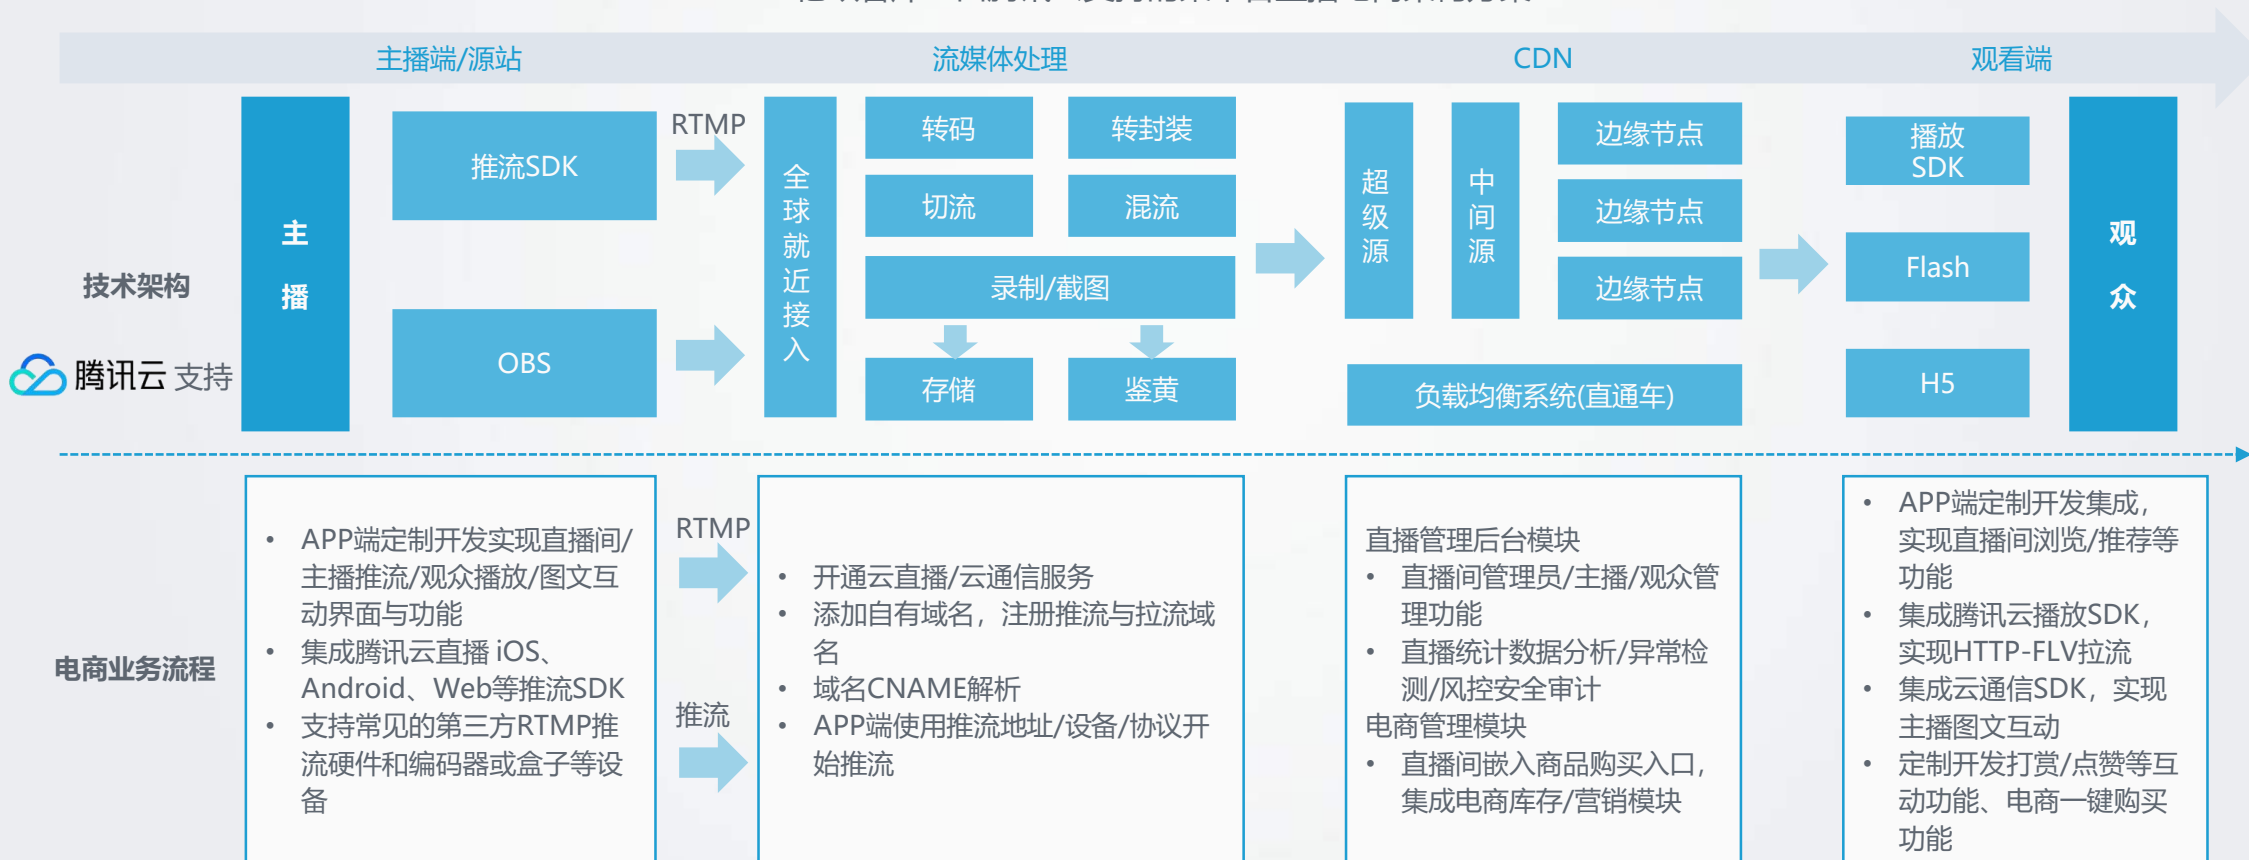 主播端/源站
流媒体处理
CDN
观看端
技术架构
腾讯云 支持
主
播
推流SDK
OBS
RTMP
全
球
就
近
接
入
转码
转封装
切流
混流
录制/截图
存储
鉴黄
超
级
源
中
间
源
边缘节点
边缘节点
边缘节点
负载均衡系统(直通车)
播放
SDK
Flash
H5
观
众
电商业务流程
• APP端定制开发实现直播间/
主播推流/观众播放/图文互
动界面与功能
• 集成腾讯云直播 iOS、
Android、Web等推流SDK
• 支持常见的第三方RTMP推
流硬件和编码器或盒子等设
备
RTMP
推流
• 开通云直播/云通信服务
• 添加自有域名，注册推流与拉流域
名
• 域名CNAME解析
• APP端使用推流地址/设备/协议开
始推流
直播管理后台模块
• 直播间管理员/主播/观众管
理功能
• 直播统计数据分析/异常检
测/风控安全审计
电商管理模块
• 直播间嵌入商品购买入口，
集成电商库存/营销模块
• APP端定制开发集成，
实现直播间浏览/推荐等
功能
• 集成腾讯云播放SDK，
实现HTTP-FLV拉流
• 集成云通信SDK，实现
主播图文互动
• 定制开发打赏/点赞等互
动功能、电商一键购买
功能